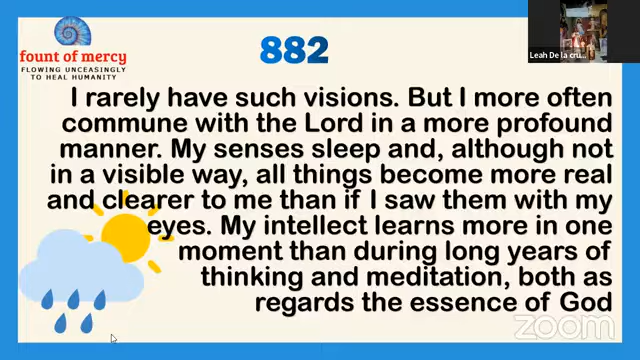 fount of mercy
FLOWING UNCEASINGLY
TO HEAL HUMANITY
882
Leah De la cru...
I rarely have such visions. But I more often
commune with the Lord in a more profound
manner. My senses sleep and, although not
in a visible way, all things become more real
and clearer to me than if I saw them with my
eyes. My intellect learns more in one
moment than during long years of
thinking and meditation, both as
regards the essence of God
zoom